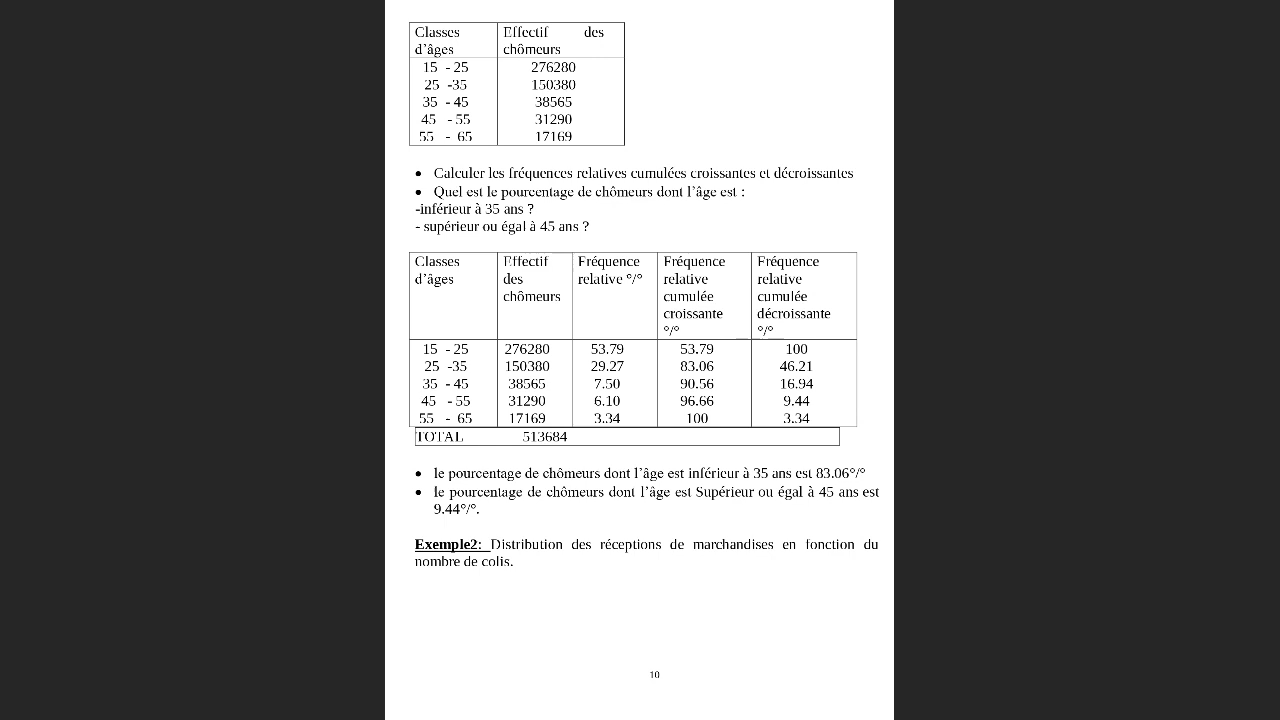 Classes Effectif des
d'âges chômeurs
15 - 25 276280
25 -35 150380
35 - 45 38565
45 - 55 31290
55 - 65 17169
• Calculer les fréquences relatives cumulées croissantes et décroissantes
• Quel est le pourcentage de chômeurs dont l'âge est :
-inférieur à 35 ans ?
- supérieur ou égal à 45 ans ?
Classes Effectif Fréquence Fréquence Fréquence
d'âges des relative °/° relative relative
chômeurs cumulée cumulée
croissante décroissante
°/° °/°
15 - 25 276280 53.79 53.79 100
25 -35 150380 29.27 83.06 46.21
35 - 45 38565 7.50 90.56 16.94
45 - 55 31290 6.10 96.66 9.44
55 - 65 17169 3.34 100 3.34
TOTAL 513684
• le pourcentage de chômeurs dont l'âge est inférieur à 35 ans est 83.06°/°
• le pourcentage de chômeurs dont l'âge est Supérieur ou égal à 45 ans est
9.44°/°.
Exemple2: Distribution des réceptions de marchandises en fonction du
nombre de colis.
10